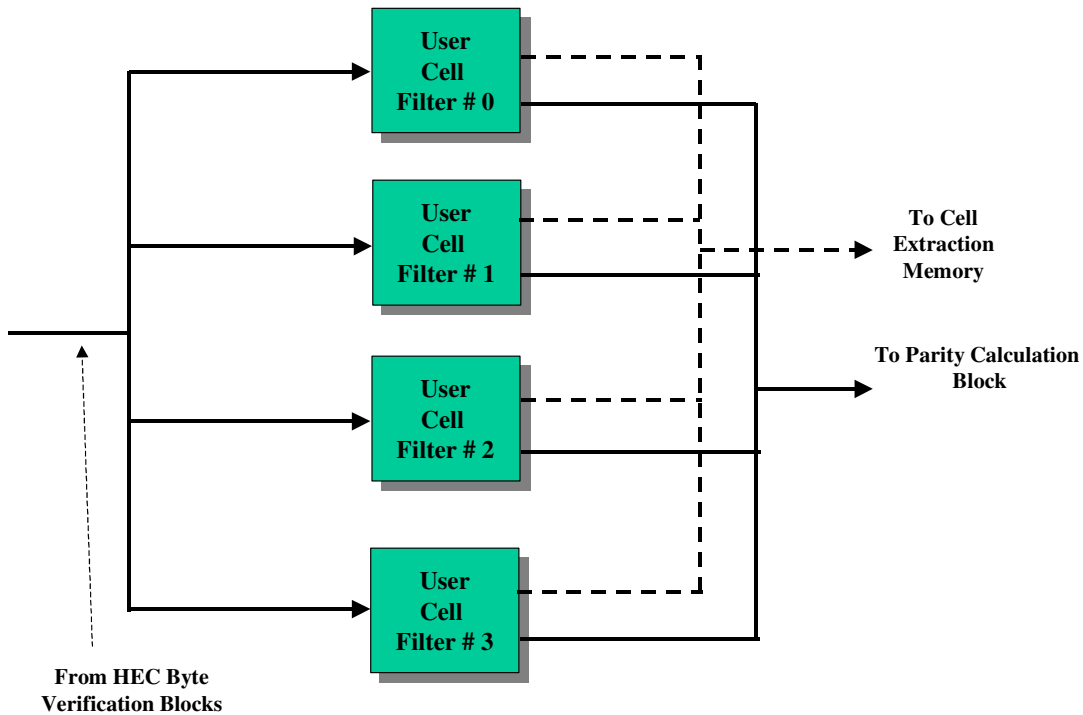 User
Cell
Filter # 0
User
Cell
Filter # 1
To Cell
Extraction
Memory
To Parity Calculation
Block
User
Cell
Filter # 2
User
Cell
Filter # 3
From HEC Byte
Verification Blocks